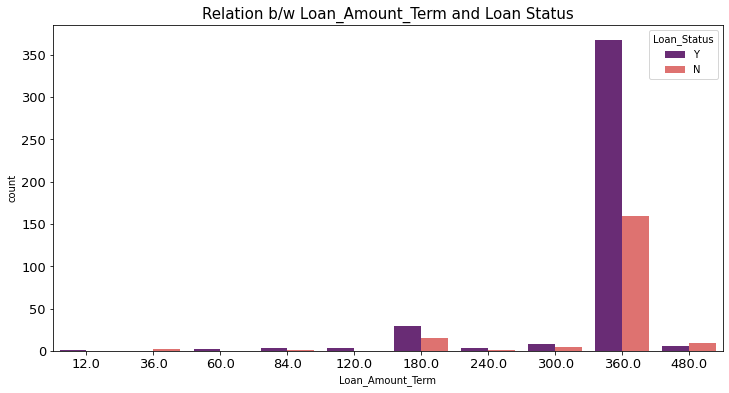 Relation b/w Loan_Amount_Term and Loan Status
Loan_Status
Y
N
350
300
250
200
150
100
50
0
count
12.0 36.0 60.0 84.0 120.0 180.0 240.0 300.0 360.0 480.0
Loan_Amount_Term